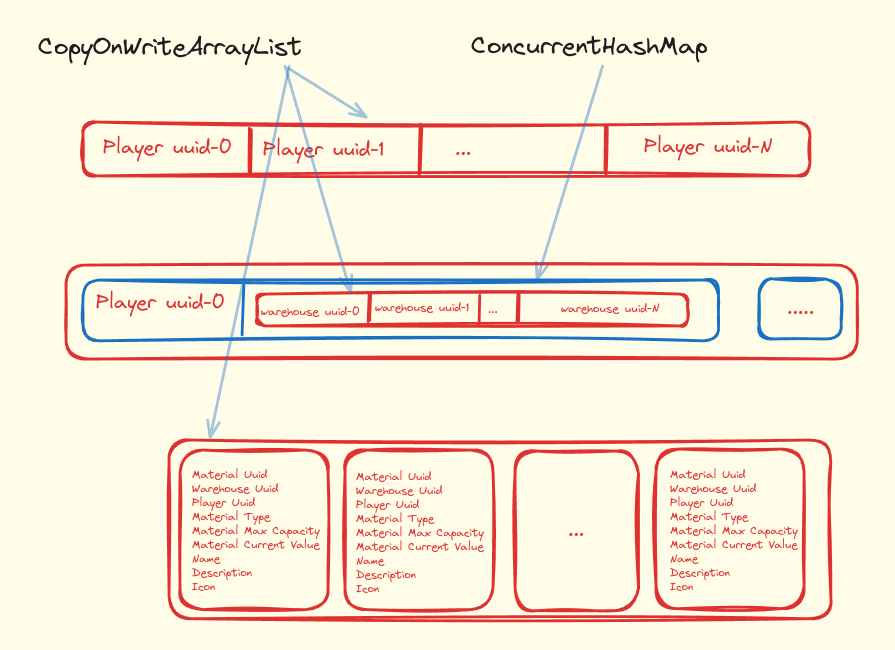 CopyOnWriteArrayList
ConcurrentHashMap
Player uuid-0
Player uuid-1
...
Player uuid-N
Player uuid-0
warehouse uuid-0
warehouse uuid-1
...
warehouse uuid-N
.....
Material Uuid
Warehouse Uuid
Player Uuid
Material Type
Material Max Capacity
Material Current Value
Name
Description
Icon
Material Uuid
Warehouse Uuid
Player Uuid
Material Type
Material Max Capacity
Material Current Value
Name
Description
Icon
...
Material Uuid
Warehouse Uuid
Player Uuid
Material Type
Material Max Capacity
Material Current Value
Name
Description
Icon